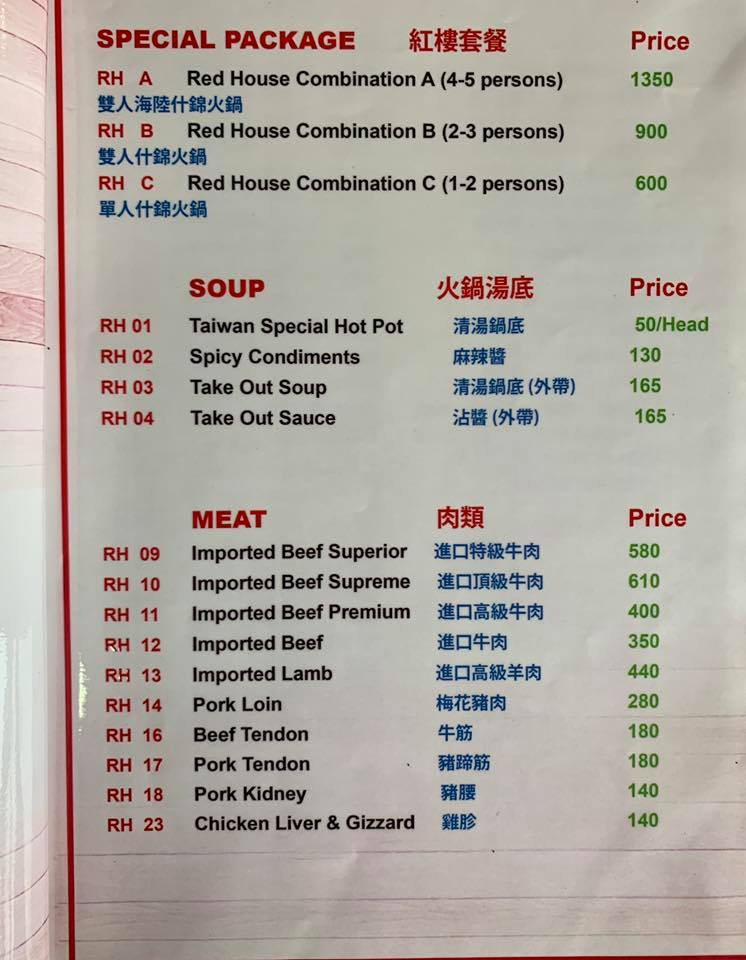 SPECIAL PACKAGE 紅樓套餐 Price
RH A Red House Combination A (4-5 persons) 1350
雙人海陸什錦火鍋
RH B Red House Combination B (2-3 persons) 900
雙人什錦火鍋
RH C Red House Combination C (1-2 persons) 600
單人什錦火鍋
SOUP 火鍋湯底 Price
RH 01 Taiwan Special Hot Pot 清湯鍋底 50/Head
RH 02 Spicy Condiments 麻辣醬 130
RH 03 Take Out Soup 清湯鍋底 (外帶) 165
RH 04 Take Out Sauce 沾醬 (外帶) 165
MEAT 肉類 Price
RH 09 Imported Beef Superior 進口特級牛肉 580
RH 10 Imported Beef Supreme 進口頂級牛肉 610
RH 11 Imported Beef Premium 進口高級牛肉 400
RH 12 Imported Beef 進口牛肉 350
RH 13 Imported Lamb 進口高級羊肉 440
RH 14 Pork Loin 梅花豬肉 280
RH 16 Beef Tendon 牛筋 180
RH 17 Pork Tendon 豬蹄筋 180
RH 18 Pork Kidney 豬腰 140
RH 23 Chicken Liver & Gizzard 雞胗 140